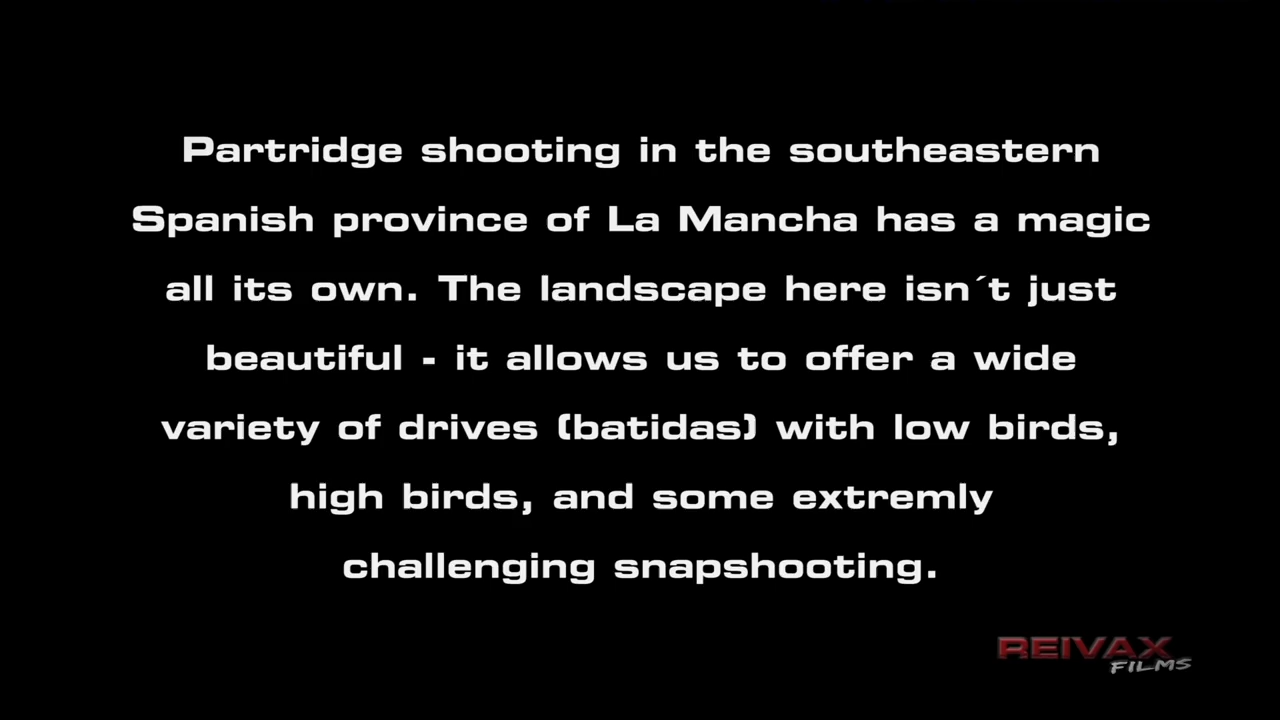 Partridge shooting in the southeastern
Spanish province of La Mancha has a magic
all its own. The landscape here isn´t just
beautiful - it allows us to offer a wide
variety of drives (batidas) with low birds,
high birds, and some extremly
challenging snapshooting.
REIVAX
FILMS